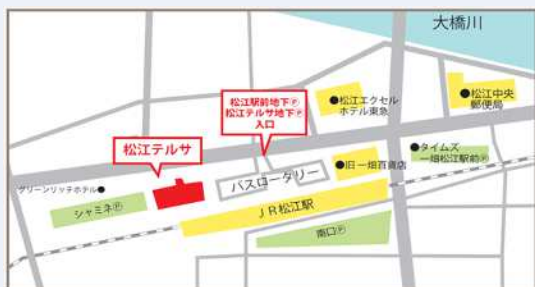 大橋川
松江駅前地下Ⓟ
松江テルサ地下Ⓟ
入口
●松江エクセル
ホテル東急
●松江中央
郵便局
松江テルサ
●タイムズ
一畑松江駅前Ⓟ
●旧 一畑百貨店
バスロータリー
グリーンリッチホテル●
シャミネⓅ
ＪＲ松江駅
南口Ⓟ